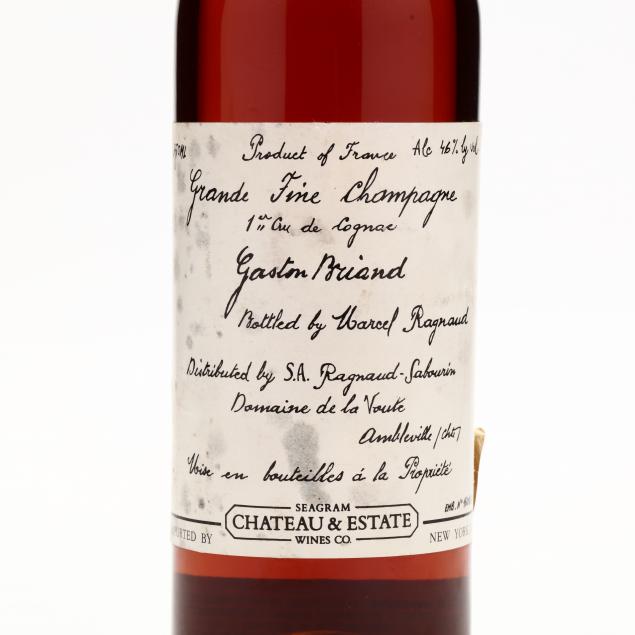 Product of France Alc 46% by vol
Grande Fine Champagne
1er Cru de Cognac
Gaston Briand
Bottled by Marcel Ragnaud
Distributed by S.A. Ragnaud-Sabourin
Domaine de la Voute
Ambleville
Mise en bouteilles à la Propriété
SEAGRAM
CHATEAU & ESTATE
WINES CO.
BY NEW YORK
EMB. N°